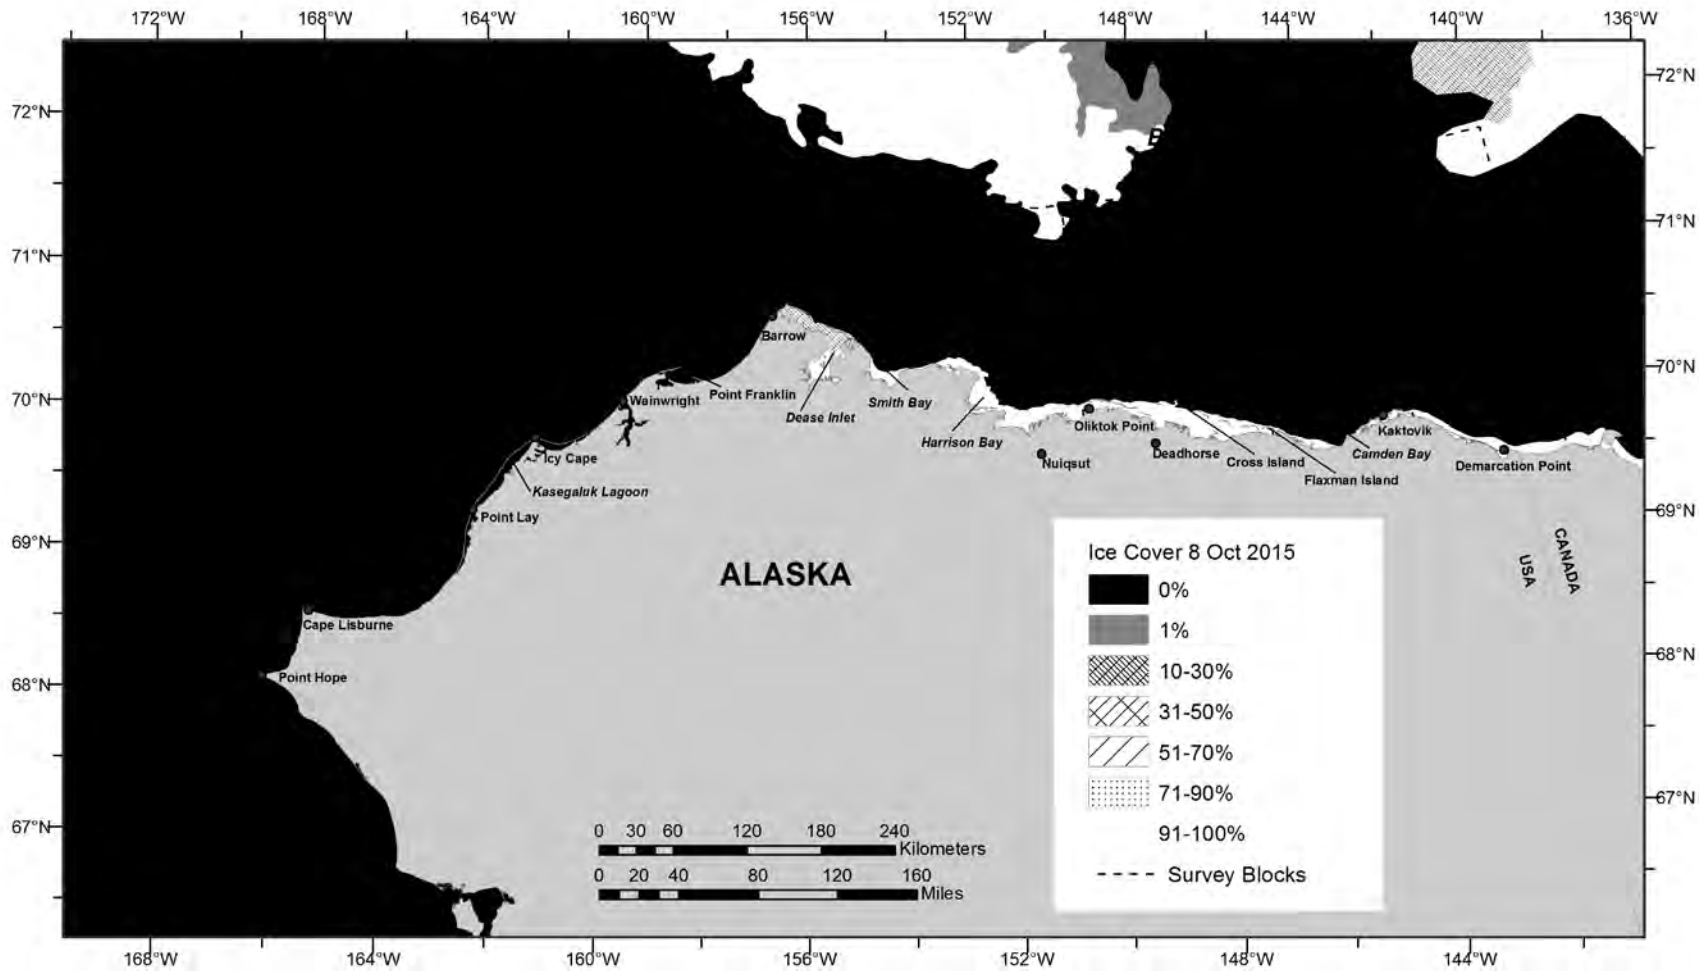 172°W 168°W 164°W 160°W 156°W 152°W 148°W 144°W 140°W 136°W
72°N 72°N
B
71°N 71°N
70°N 70°N
Barrow
Point Franklin
Wainwright
Dease Inlet
Smith Bay
Harrison Bay
Oliktok Point
Nuiqsut
Deadhorse
Cross Island
Flaxman Island
Kaktovik
Camden Bay
Demarcation Point
Icy Cape
Kasegaluk Lagoon
Point Lay
69°N 69°N
ALASKA
USA
CANADA
Cape Lisburne
Point Hope
68°N 68°N
67°N 67°N
Ice Cover 8 Oct 2015
0%
1%
10-30%
31-50%
51-70%
71-90%
91-100%
Survey Blocks
0 30 60 120 180 240
Kilometers
0 20 40 80 120 160
Miles
168°W 164°W 160°W 156°W 152°W 148°W 144°W